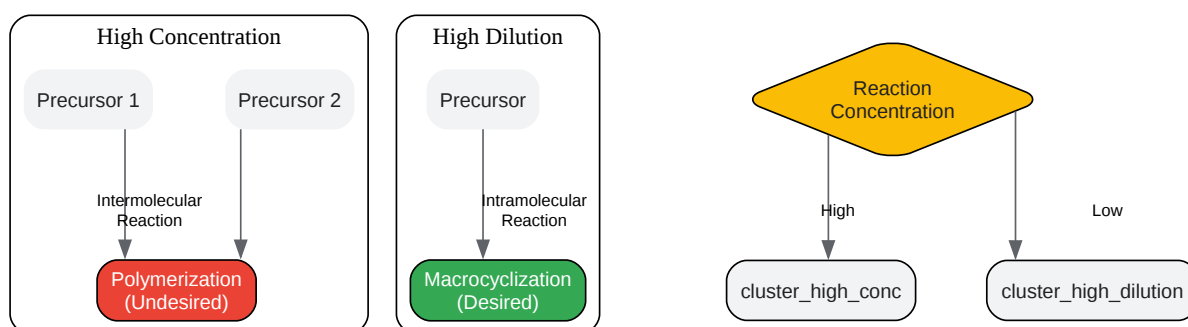 High Concentration
Precursor 1
Precursor 2
Intermolecular
Reaction
Polymerization
(Undesired)
High Dilution
Precursor
Intramolecular
Reaction
Macrocyclization
(Desired)
Reaction
Concentration
High
Low
cluster_high_conc
cluster_high_dilution